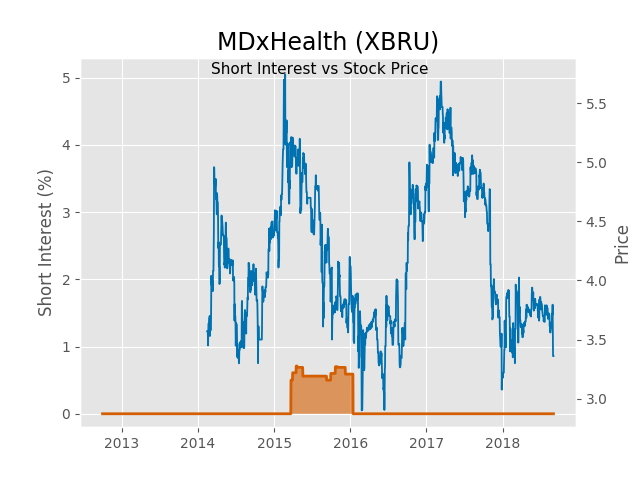 MDxHealth (XBRU)
Short Interest vs Stock Price
Short Interest (%)
5
4
3
2
1
0
5.5
5.0
4.5
4.0
3.5
3.0
Price
2013 2014 2015 2016 2017 2018